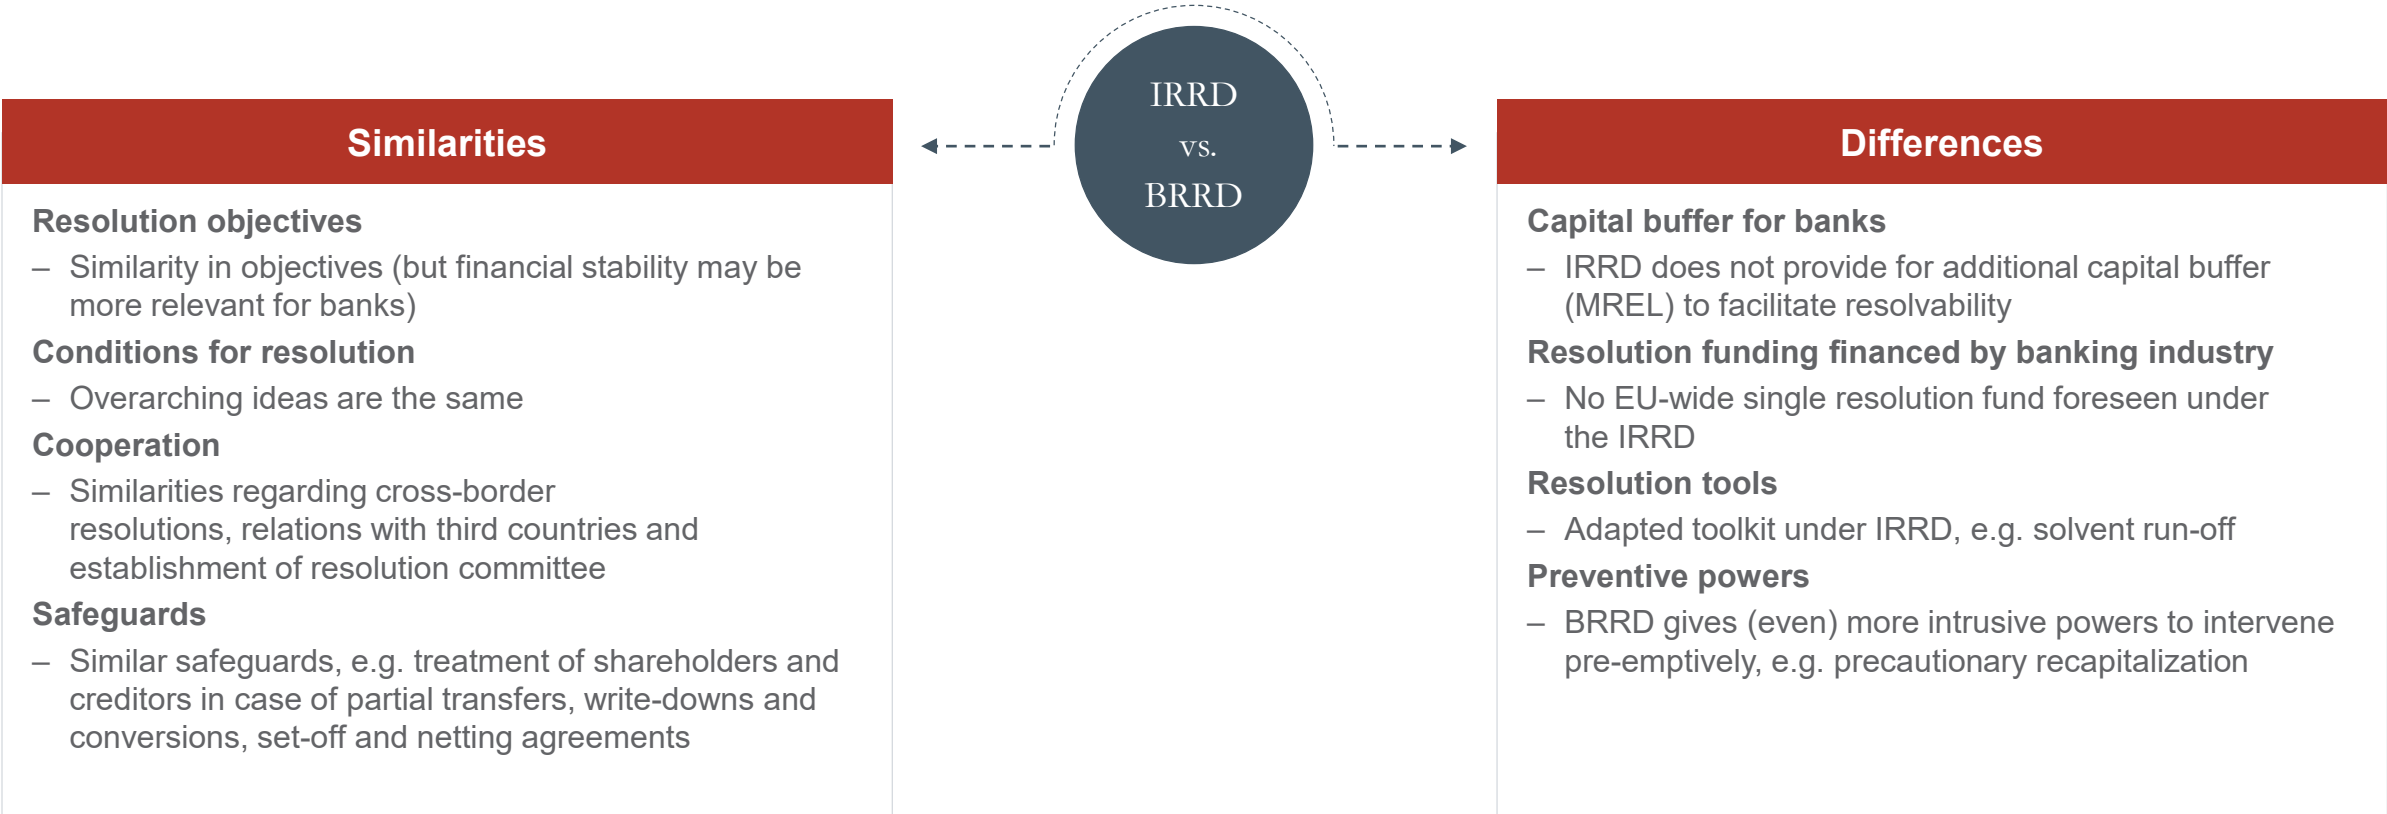 IRRD
vs.
BRRD
Similarities
Resolution objectives
– Similarity in objectives (but financial stability may be
more relevant for banks)
Conditions for resolution
– Overarching ideas are the same
Cooperation
– Similarities regarding cross-border
resolutions, relations with third countries and
establishment of resolution committee
Safeguards
– Similar safeguards, e.g. treatment of shareholders and
creditors in case of partial transfers, write-downs and
conversions, set-off and netting agreements
Differences
Capital buffer for banks
– IRRD does not provide for additional capital buffer
(MREL) to facilitate resolvability
Resolution funding financed by banking industry
– No EU-wide single resolution fund foreseen under
the IRRD
Resolution tools
– Adapted toolkit under IRRD, e.g. solvent run-off
Preventive powers
– BRRD gives (even) more intrusive powers to intervene
pre-emptively, e.g. precautionary recapitalization